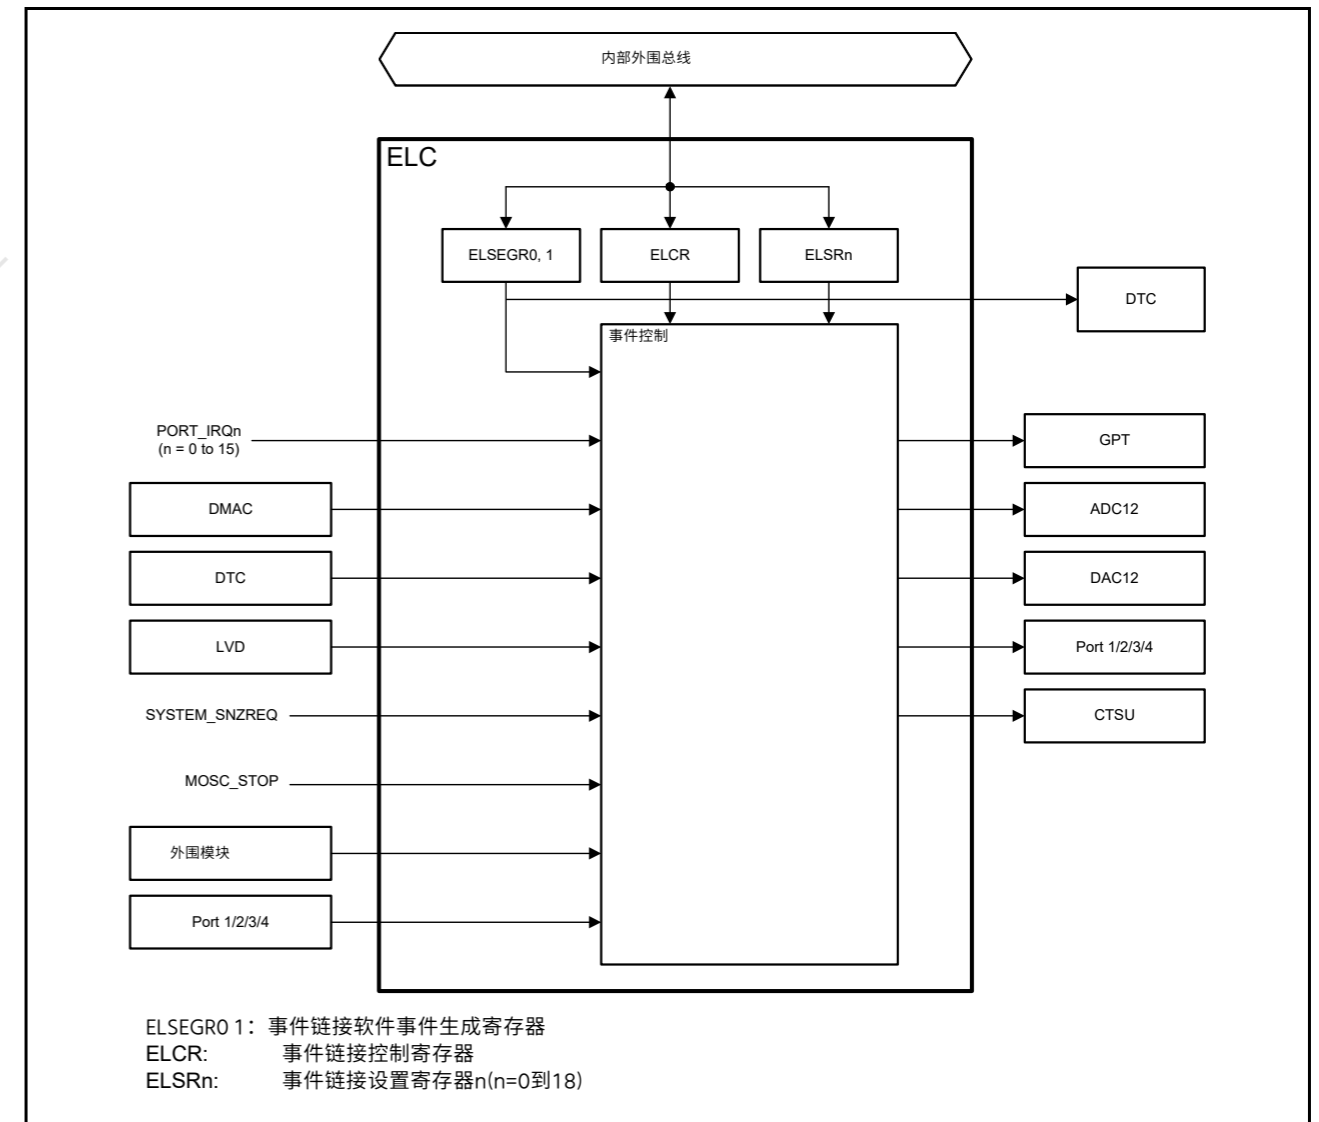 内部外围总线
ELC
ELSEGR0, 1
ELCR
ELSRn
DTC
事件控制
PORT_IRQn
(n = 0 to 15)
GPT
DMAC
ADC12
DTC
DAC12
LVD
Port 1/2/3/4
SYSTEM_SNZREQ
CTSU
MOSC_STOP
外围模块
Port 1/2/3/4
ELSEGR0 1：事件链接软件事件生成寄存器
ELCR: 事件链接控制寄存器
ELSRn: 事件链接设置寄存器n(n=0到18)